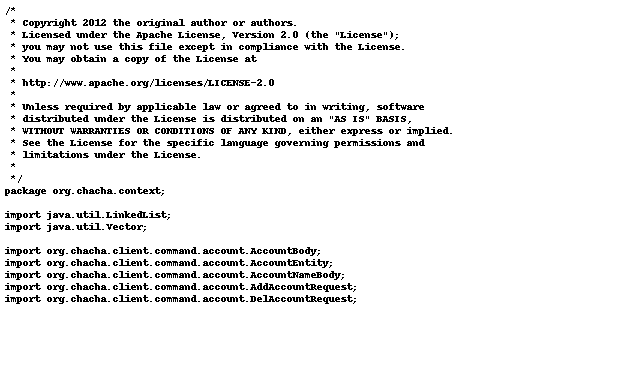 /*
 * Copyright 2012 the original author or authors.
 * Licensed under the Apache License, Version 2.0 (the "License");
 * you may not use this file except in compliance with the License.
 * You may obtain a copy of the License at
 *
 * http://www.apache.org/licenses/LICENSE-2.0
 *
 * Unless required by applicable law or agreed to in writing, software
 * distributed under the License is distributed on an "AS IS" BASIS,
 * WITHOUT WARRANTIES OR CONDITIONS OF ANY KIND, either express or implied.
 * See the License for the specific language governing permissions and
 * limitations under the License.
 *
 */
package org.chacha.context;

import java.util.LinkedList;
import java.util.Vector;

import org.chacha.client.command.account.AccountBody;
import org.chacha.client.command.account.AccountEntity;
import org.chacha.client.command.account.AccountNameBody;
import org.chacha.client.command.account.AddAccountRequest;
import org.chacha.client.command.account.DelAccountRequest;